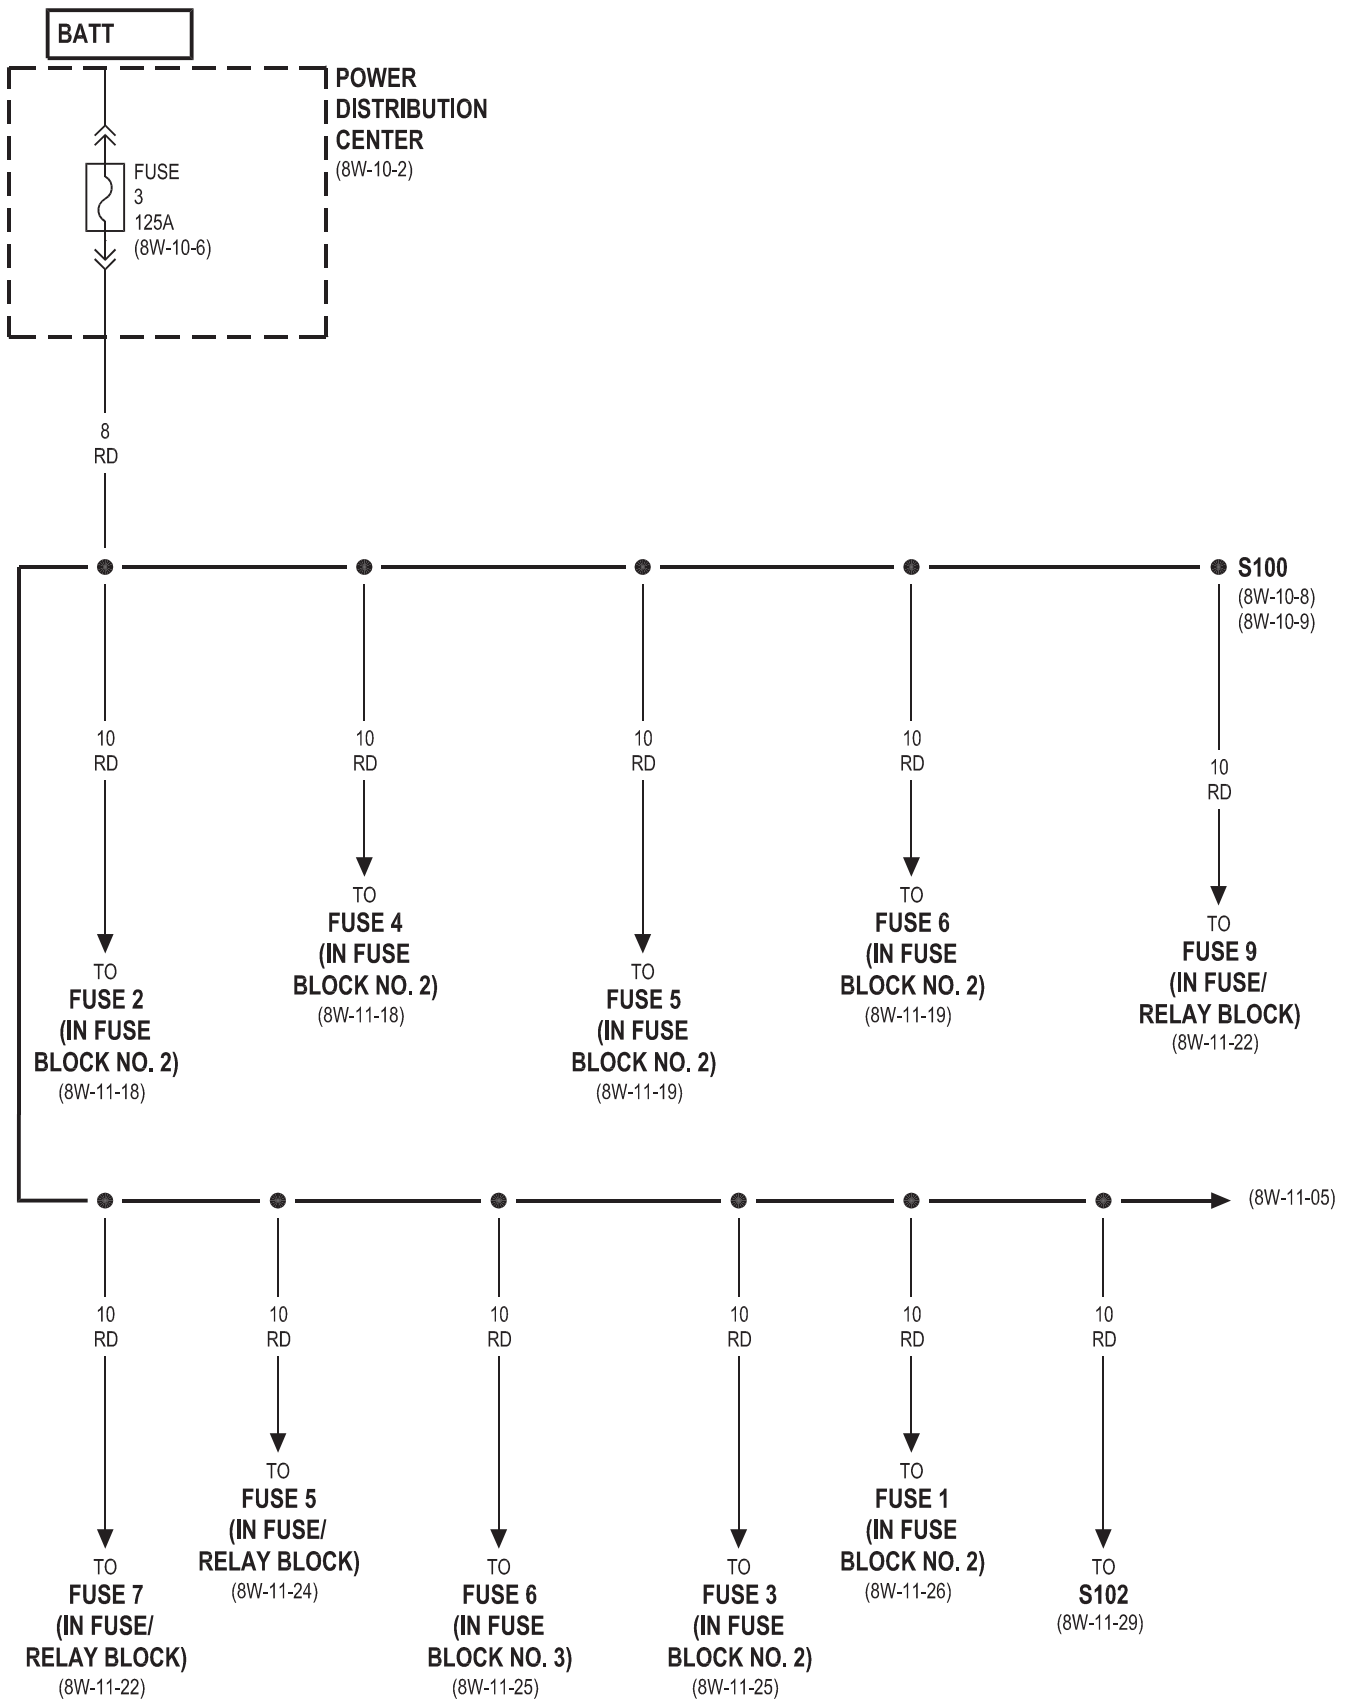 BATT
POWER
DISTRIBUTION
CENTER
(8W-10-2)
FUSE
3
125A
(8W-10-6)
8
RD
S100
(8W-10-8)
(8W-10-9)
10
RD
10
RD
10
RD
10
RD
10
RD
TO
FUSE 2
(IN FUSE
BLOCK NO. 2)
(8W-11-18)
TO
FUSE 4
(IN FUSE
BLOCK NO. 2)
(8W-11-18)
TO
FUSE 5
(IN FUSE
BLOCK NO. 2)
(8W-11-19)
TO
FUSE 6
(IN FUSE
BLOCK NO. 2)
(8W-11-19)
TO
FUSE 9
(IN FUSE/
RELAY BLOCK)
(8W-11-22)
(8W-11-05)
10
RD
10
RD
10
RD
10
RD
10
RD
10
RD
TO
FUSE 7
(IN FUSE/
RELAY BLOCK)
(8W-11-22)
TO
FUSE 5
(IN FUSE/
RELAY BLOCK)
(8W-11-24)
TO
FUSE 6
(IN FUSE
BLOCK NO. 3)
(8W-11-25)
TO
FUSE 3
(IN FUSE
BLOCK NO. 2)
(8W-11-25)
TO
FUSE 1
(IN FUSE
BLOCK NO. 2)
(8W-11-26)
TO
S102
(8W-11-29)